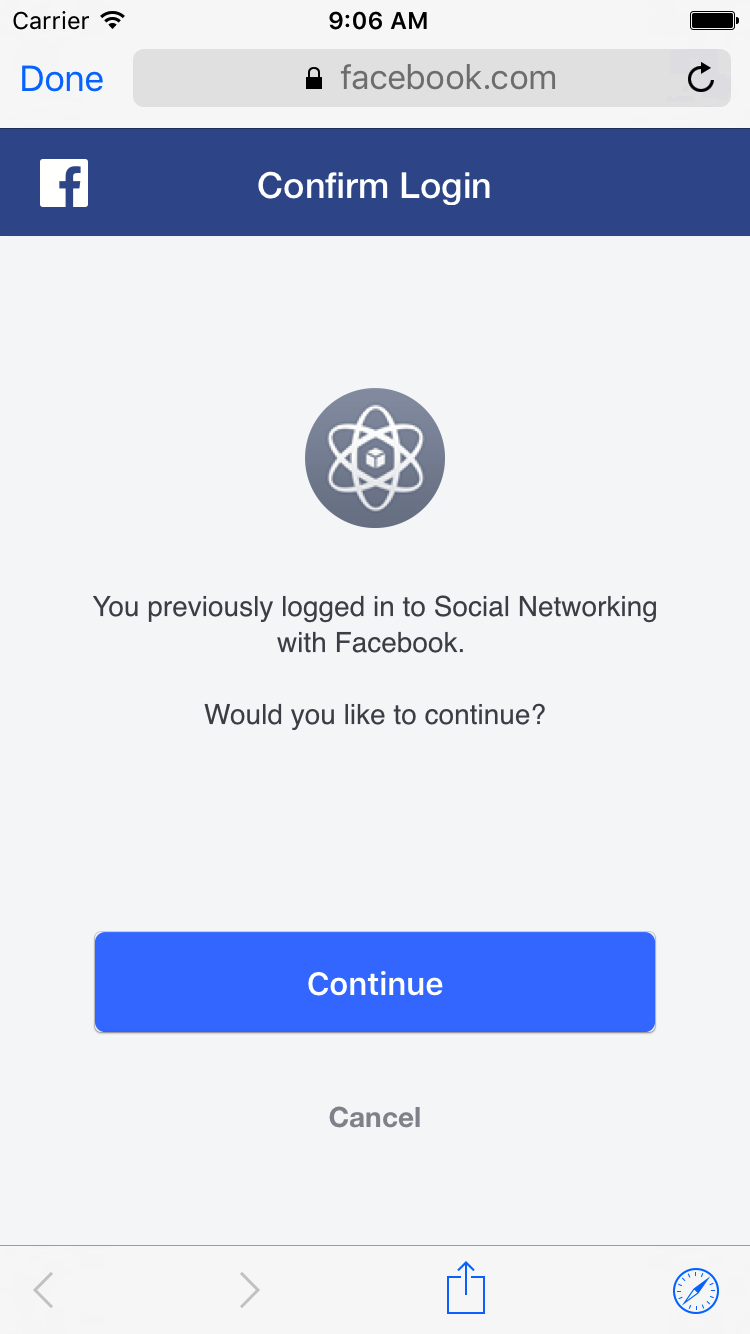 Carrier 9:06 AM
Done facebook.com
f Confirm Login
You previously logged in to Social Networking
with Facebook.
Would you like to continue?
Continue
Cancel